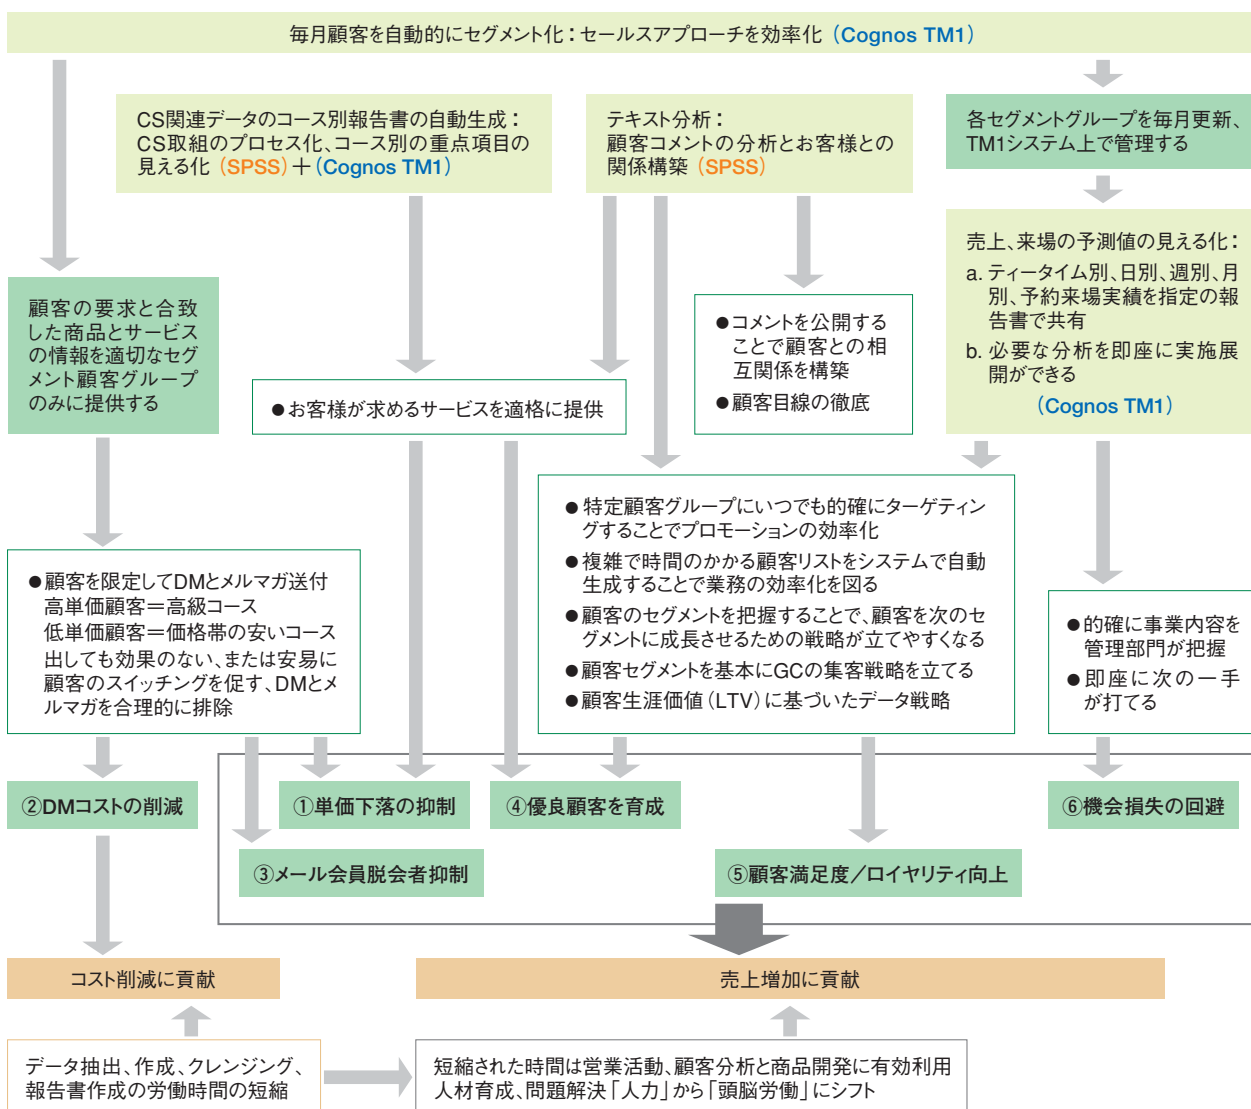 毎月顧客を自動的にセグメント化：セールスアプローチを効率化（Cognos TM1）
CS関連データのコース別報告書の自動生成：
CS取組のプロセス化、コース別の重点項目の
見える化（SPSS）＋（Cognos TM1）
テキスト分析：
顧客コメントの分析とお客様との
関係構築（SPSS）
各セグメントグループを毎月更新、
TM1システム上で管理する
売上、来場の予測値の見える化：
a. ティータイム別、日別、週別、月
別、予約来場実績を指定の報
告書で共有
b. 必要な分析を即座に実施展
開ができる
（Cognos TM1）
顧客の要求と合致
した商品とサービス
の情報を適切なセグ
メント顧客グループ
のみに提供する
●コメントを公開する
ことで顧客との相
互関係を構築
●顧客目線の徹底
●お客様が求めるサービスを適格に提供
●特定顧客グループにいつでも的確にターゲティン
グすることでプロモーションの効率化
●複雑で時間のかかる顧客リストをシステムで自動
生成することで業務の効率化を図る
●顧客のセグメントを把握することで、顧客を次のセ
グメントに成長させるための戦略が立てやすくなる
●顧客セグメントを基本にGCの集客戦略を立てる
●顧客生涯価値（LTV）に基づいたデータ戦略
●顧客を限定してDMとメルマガ送付
高単価顧客＝高級コース
低単価顧客＝価格帯の安いコース
出しても効果のない、または安易に
顧客のスイッチングを促す、DMとメ
ルマガを合理的に排除
●的確に事業内容を
管理部門が把握
●即座に次の一手
が打てる
②DMコストの削減
①単価下落の抑制
④優良顧客を育成
⑥機会損失の回避
③メール会員脱会者抑制
⑤顧客満足度／ロイヤリティ向上
コスト削減に貢献
売上増加に貢献
データ抽出、作成、クレンジング、
報告書作成の労働時間の短縮
短縮された時間は営業活動、顧客分析と商品開発に有効利用
人材育成、問題解決「人力」から「頭脳労働」にシフト